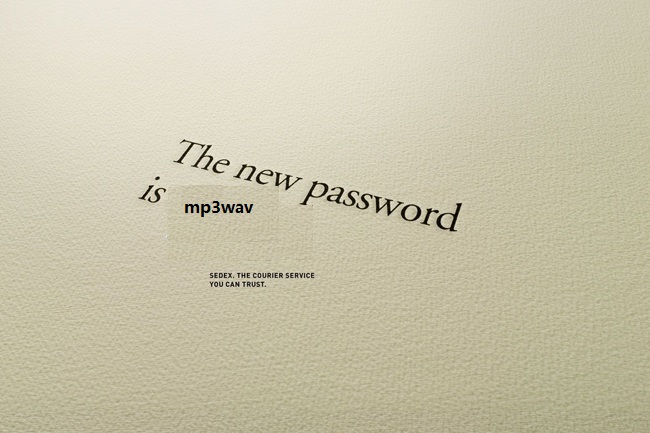 The new password
is mp3wav
SEDEX. THE COURIER SERVICE
YOU CAN TRUST.